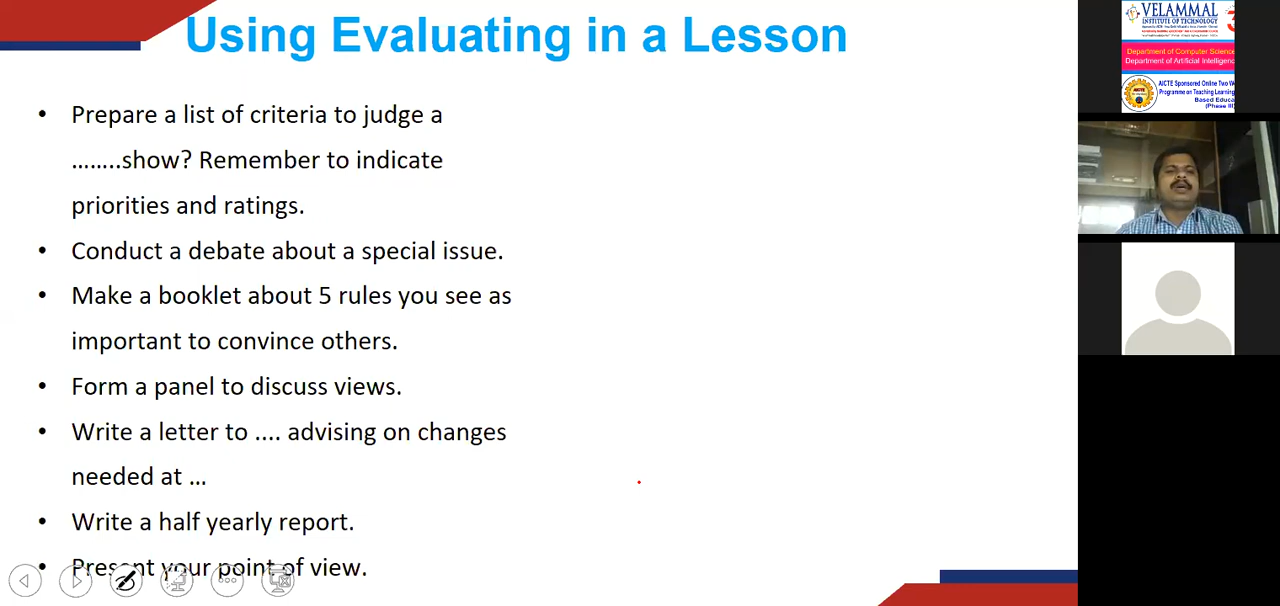 Using Evaluating in a Lesson
• Prepare a list of criteria to judge a
……..show? Remember to indicate
priorities and ratings.
• Conduct a debate about a special issue.
• Make a booklet about 5 rules you see as
important to convince others.
• Form a panel to discuss views.
• Write a letter to .... advising on changes
needed at …
• Write a half yearly report.
• Present your point of view.
VELAMMAL
INSTITUTE OF TECHNOLOGY
Department of Computer Science
Department of Artificial Intelligenc
AICTE Sponsored Online Two W
Programme on Teaching Learning
Based Educa
(Phase III)